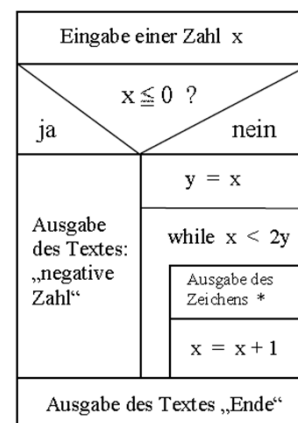 Eingabe einer Zahl x
x ≦ 0 ?
ja
nein
y = x
Ausgabe
des Textes:
„negative
Zahl“
while x < 2y
Ausgabe des
Zeichens *
x = x + 1
Ausgabe des Textes „Ende“